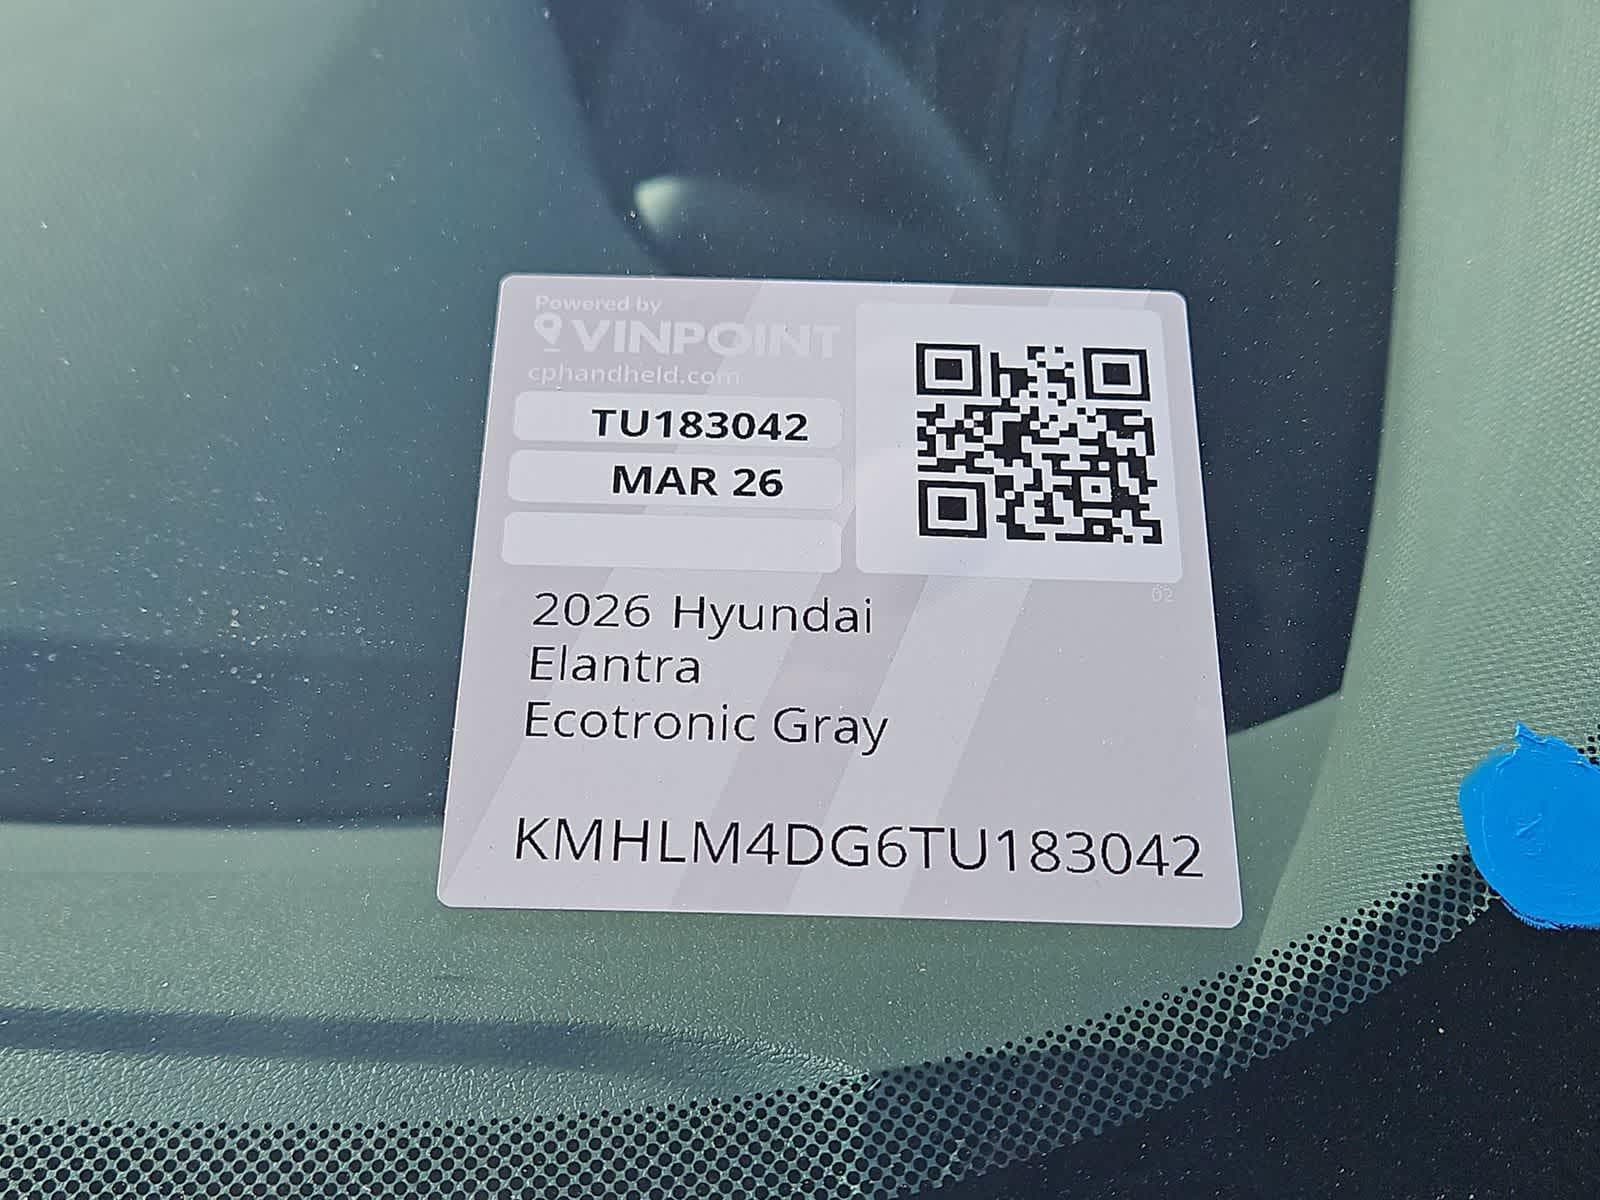 Powered by
VINPOINT
cphandheld.com
TU183042
MAR 26
02
2026 Hyundai
Elantra
Ecotronic Gray
KMHLM4DG6TU183042